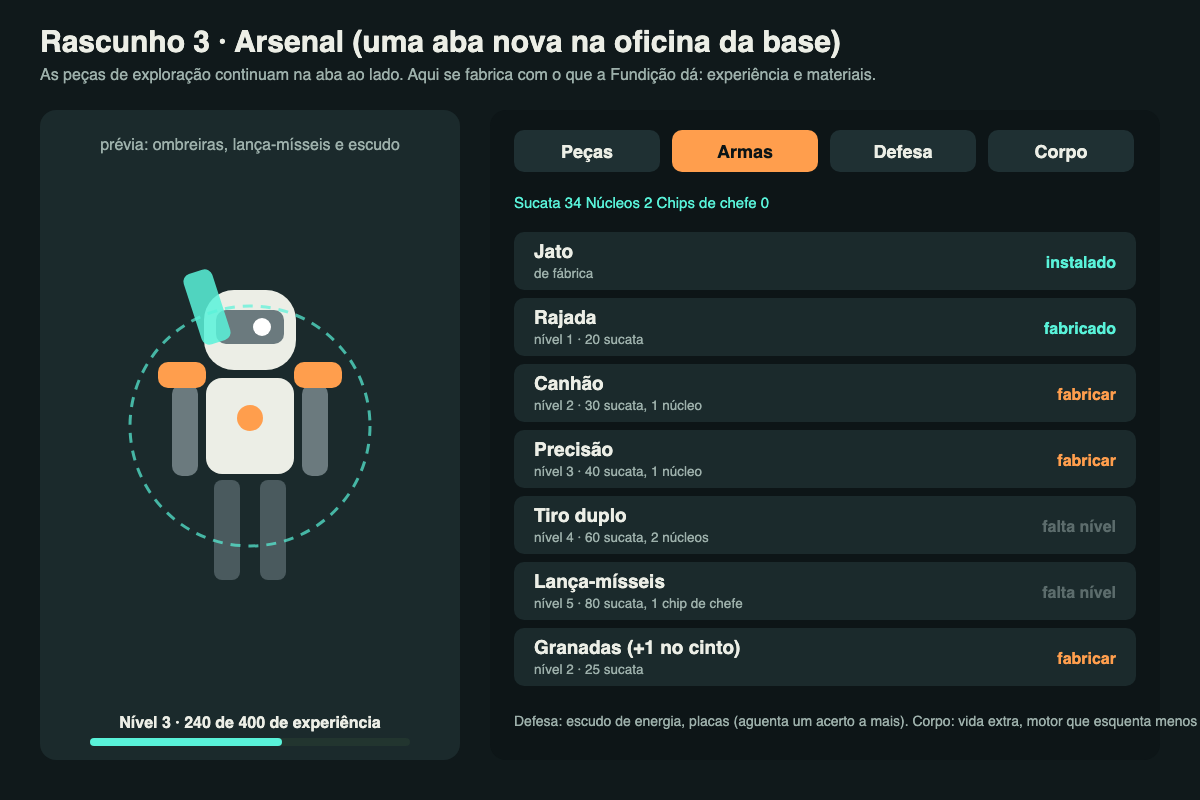 Rascunho 3 · Arsenal (uma aba nova na oficina da base)
As peças de exploração continuam na aba ao lado. Aqui se fabrica com o que a Fundição dá: experiência e materiais.
prévia: ombreiras, lança-mísseis e escudo
Nível 3 · 240 de 400 de experiência
Peças
Armas
Defesa
Corpo
Sucata 34 Núcleos 2 Chips de chefe 0
Jato
de fábrica
instalado
Rajada
nível 1 · 20 sucata
fabricado
Canhão
nível 2 · 30 sucata, 1 núcleo
fabricar
Precisão
nível 3 · 40 sucata, 1 núcleo
fabricar
Tiro duplo
nível 4 · 60 sucata, 2 núcleos
falta nível
Lança-mísseis
nível 5 · 80 sucata, 1 chip de chefe
falta nível
Granadas (+1 no cinto)
nível 2 · 25 sucata
fabricar
Defesa: escudo de energia, placas (aguenta um acerto a mais). Corpo: vida extra, motor que esquenta menos